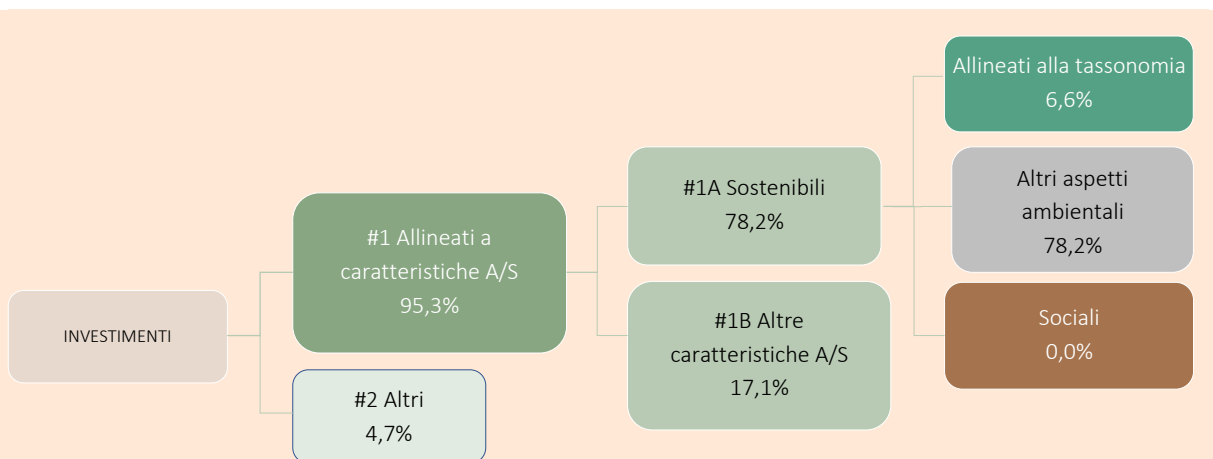 INVESTIMENTI
#1 Allineati a
caratteristiche A/S
95,3%
#2 Altri
4,7%
#1A Sostenibili
78,2%
#1B Altre
caratteristiche A/S
17,1%
Allineati alla tassonomia
6,6%
Altri aspetti
ambientali
78,2%
Sociali
0,0%